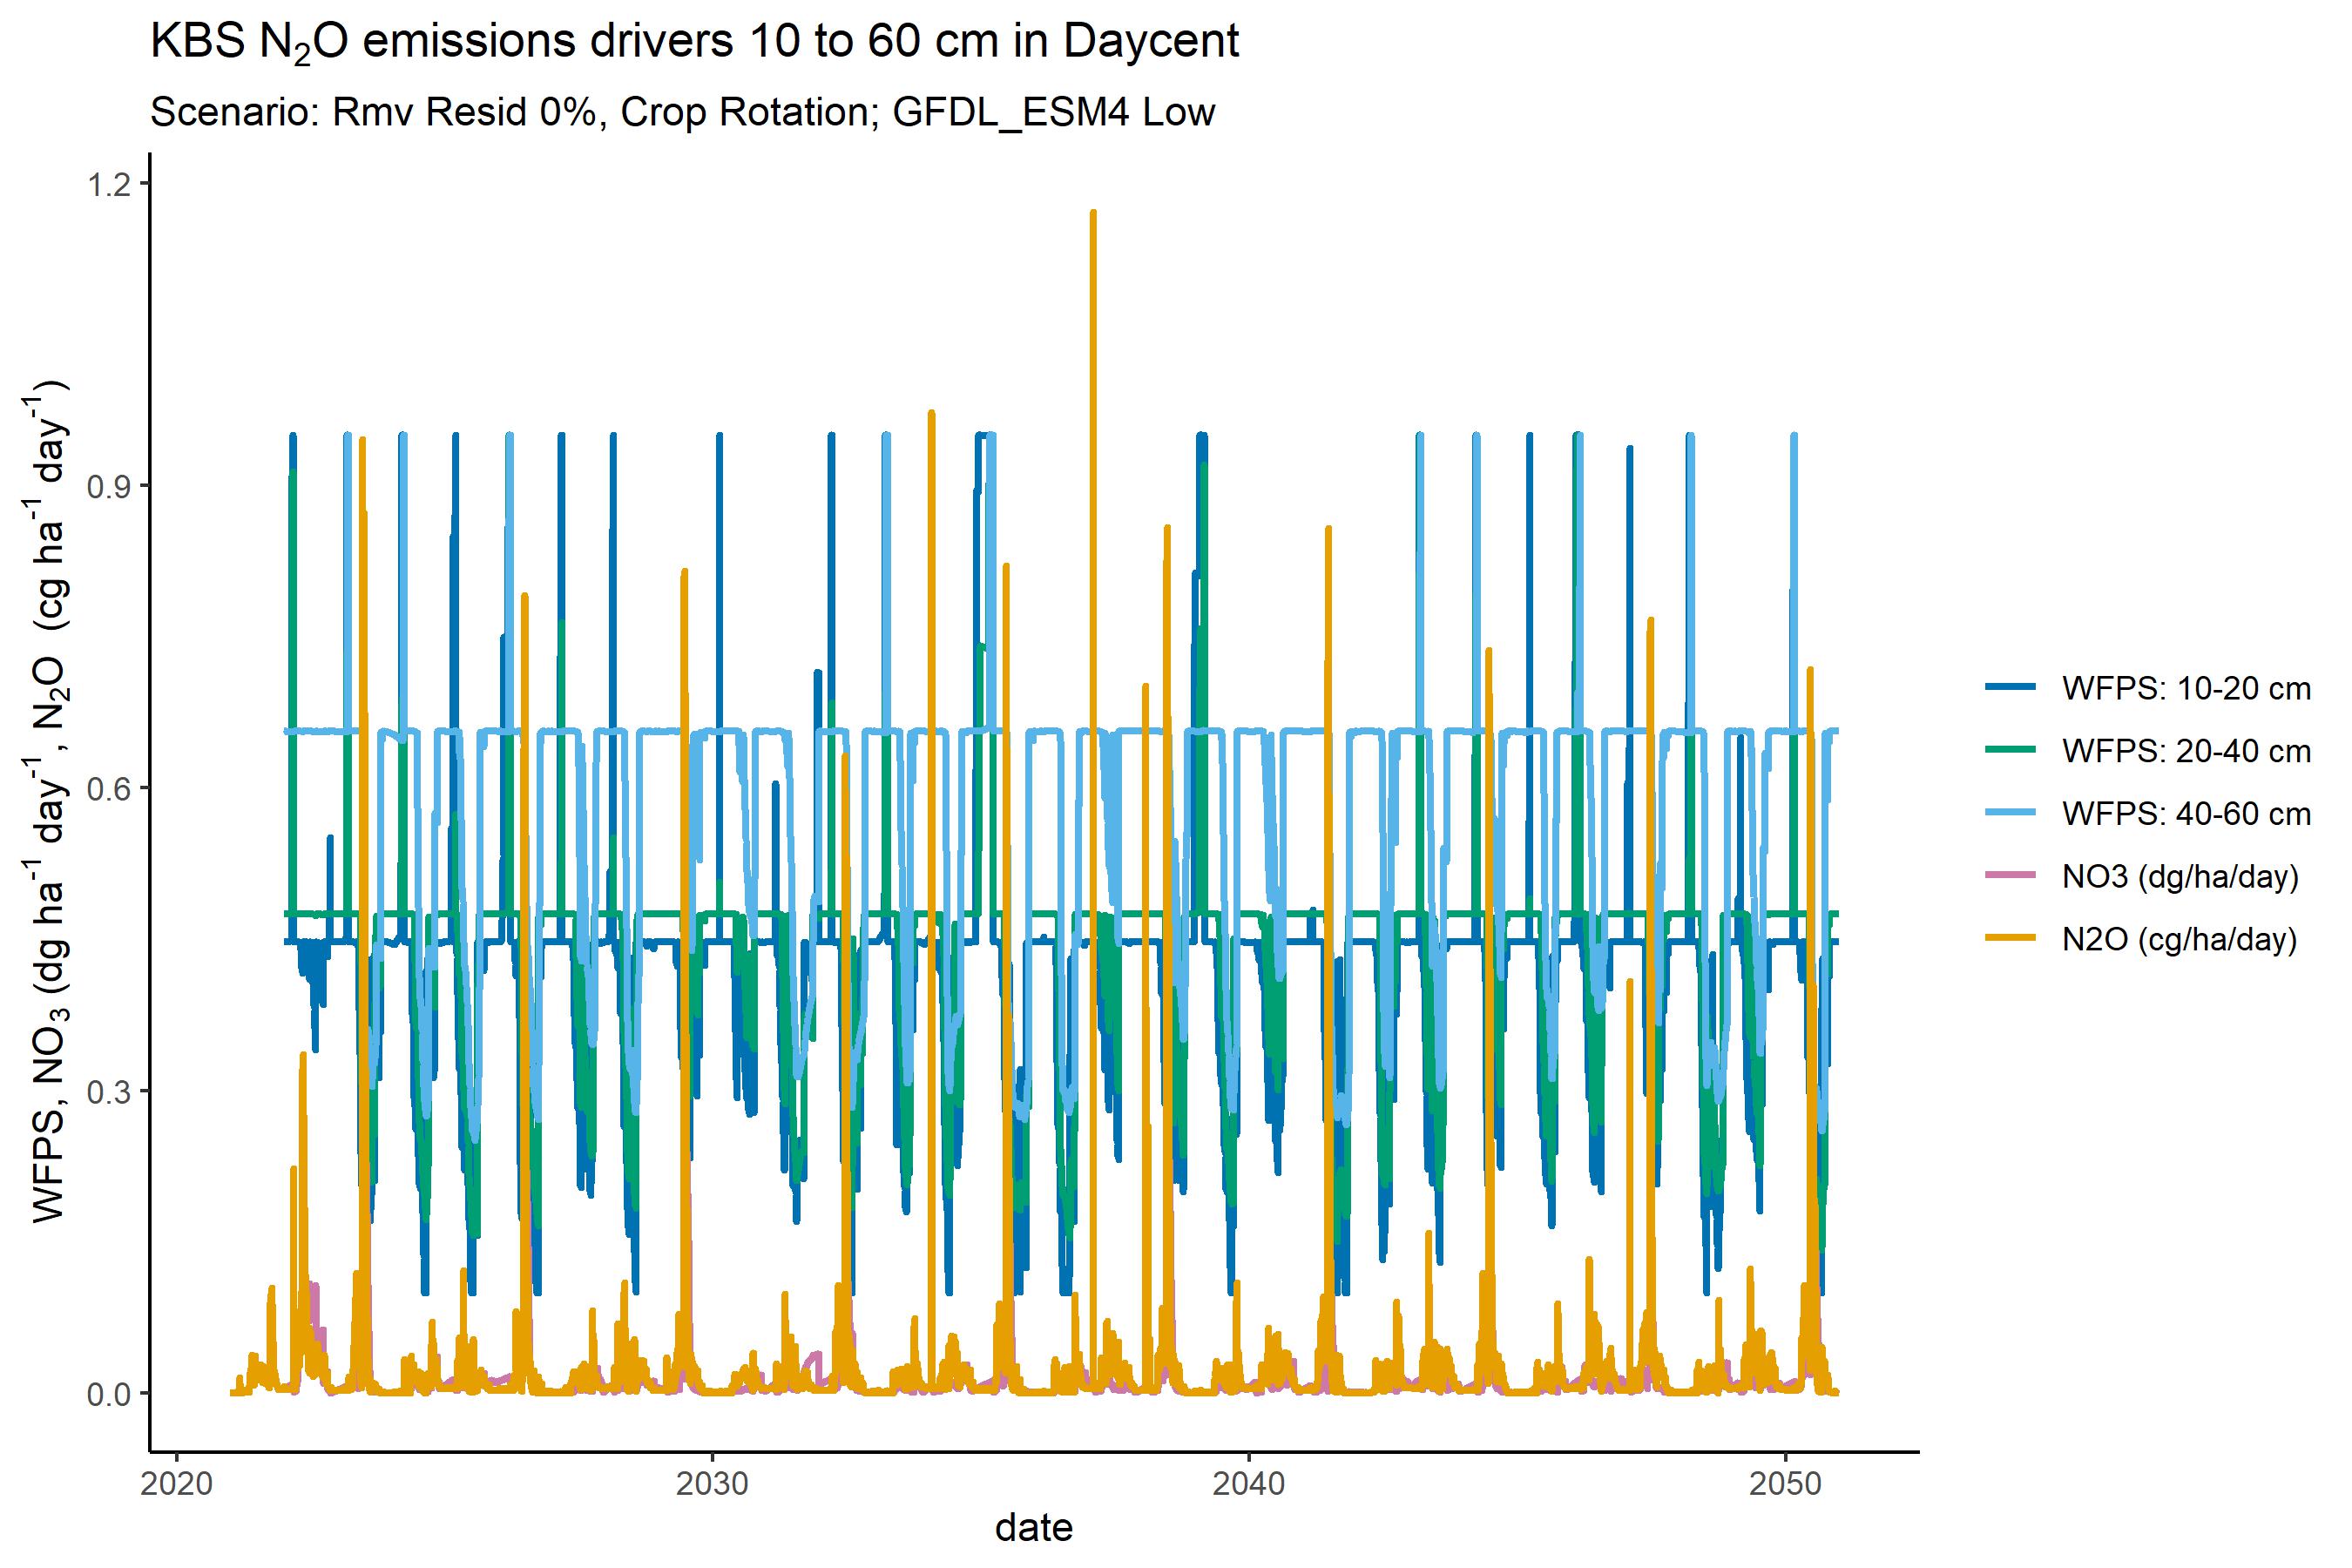 KBS N₂O emissions drivers 10 to 60 cm in Daycent
Scenario: Rmv Resid 0%, Crop Rotation; GFDL_ESM4 Low
WFPS, NO₃ (dg ha⁻¹ day⁻¹, N₂O (cg ha⁻¹ day⁻¹)
1.2
0.9
0.6
0.3
0.0
2020
2030
2040
2050
date
WFPS: 10-20 cm
WFPS: 20-40 cm
WFPS: 40-60 cm
NO3 (dg/ha/day)
N2O (cg/ha/day)